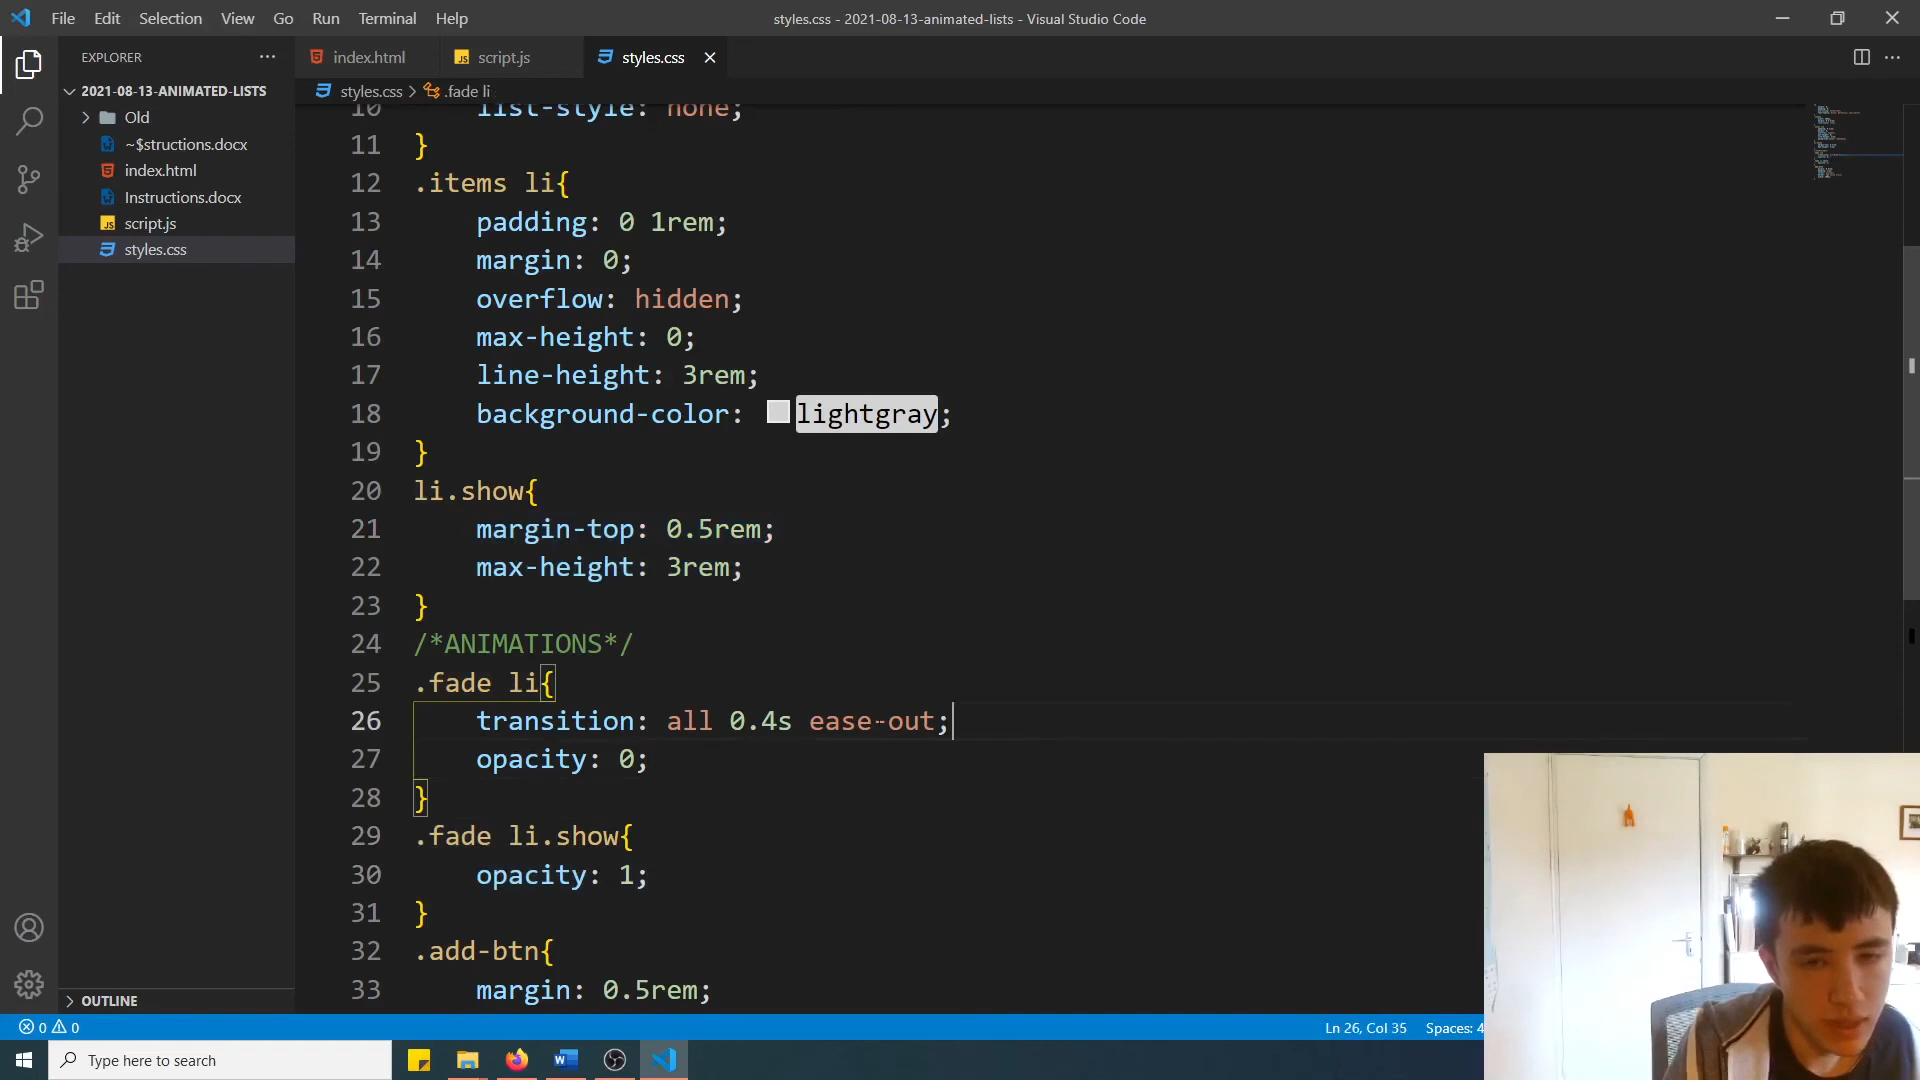 File Edit Selection View Go Run Terminal Help
styles.css - 2021-08-13-animated-lists - Visual Studio Code
EXPLORER
2021-08-13-ANIMATED-LISTS
Old
~$structions.docx
index.html
Instructions.docx
script.js
styles.css
OUTLINE
index.html script.js styles.css
styles.css > .fade li
10 list-style: none;
11 }
12 .items li{
13 padding: 0 1rem;
14 margin: 0;
15 overflow: hidden;
16 max-height: 0;
17 line-height: 3rem;
18 background-color: lightgray;
19 }
20 li.show{
21 margin-top: 0.5rem;
22 max-height: 3rem;
23 }
24 /*ANIMATIONS*/
25 .fade li{
26 transition: all 0.4s ease-out;
27 opacity: 0;
28 }
29 .fade li.show{
30 opacity: 1;
31 }
32 .add-btn{
33 margin: 0.5rem;
0 0 Ln 26, Col 35 Spaces: 4
Type here to search